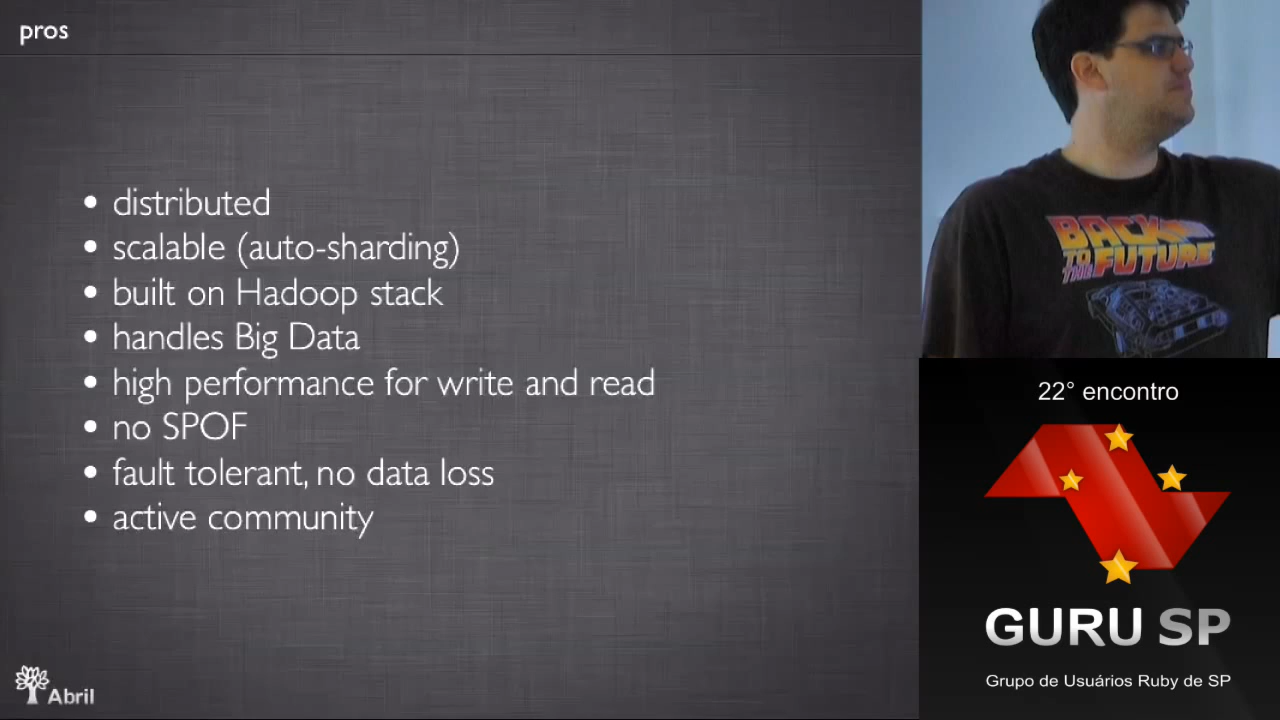 pros
• distributed
• scalable (auto-sharding)
• built on Hadoop stack
• handles Big Data
• high performance for write and read
• no SPOF
• fault tolerant, no data loss
• active community
Abril
BACK
TO THE FUTURE
22° encontro
GURU SP
Grupo de Usuários Ruby de SP